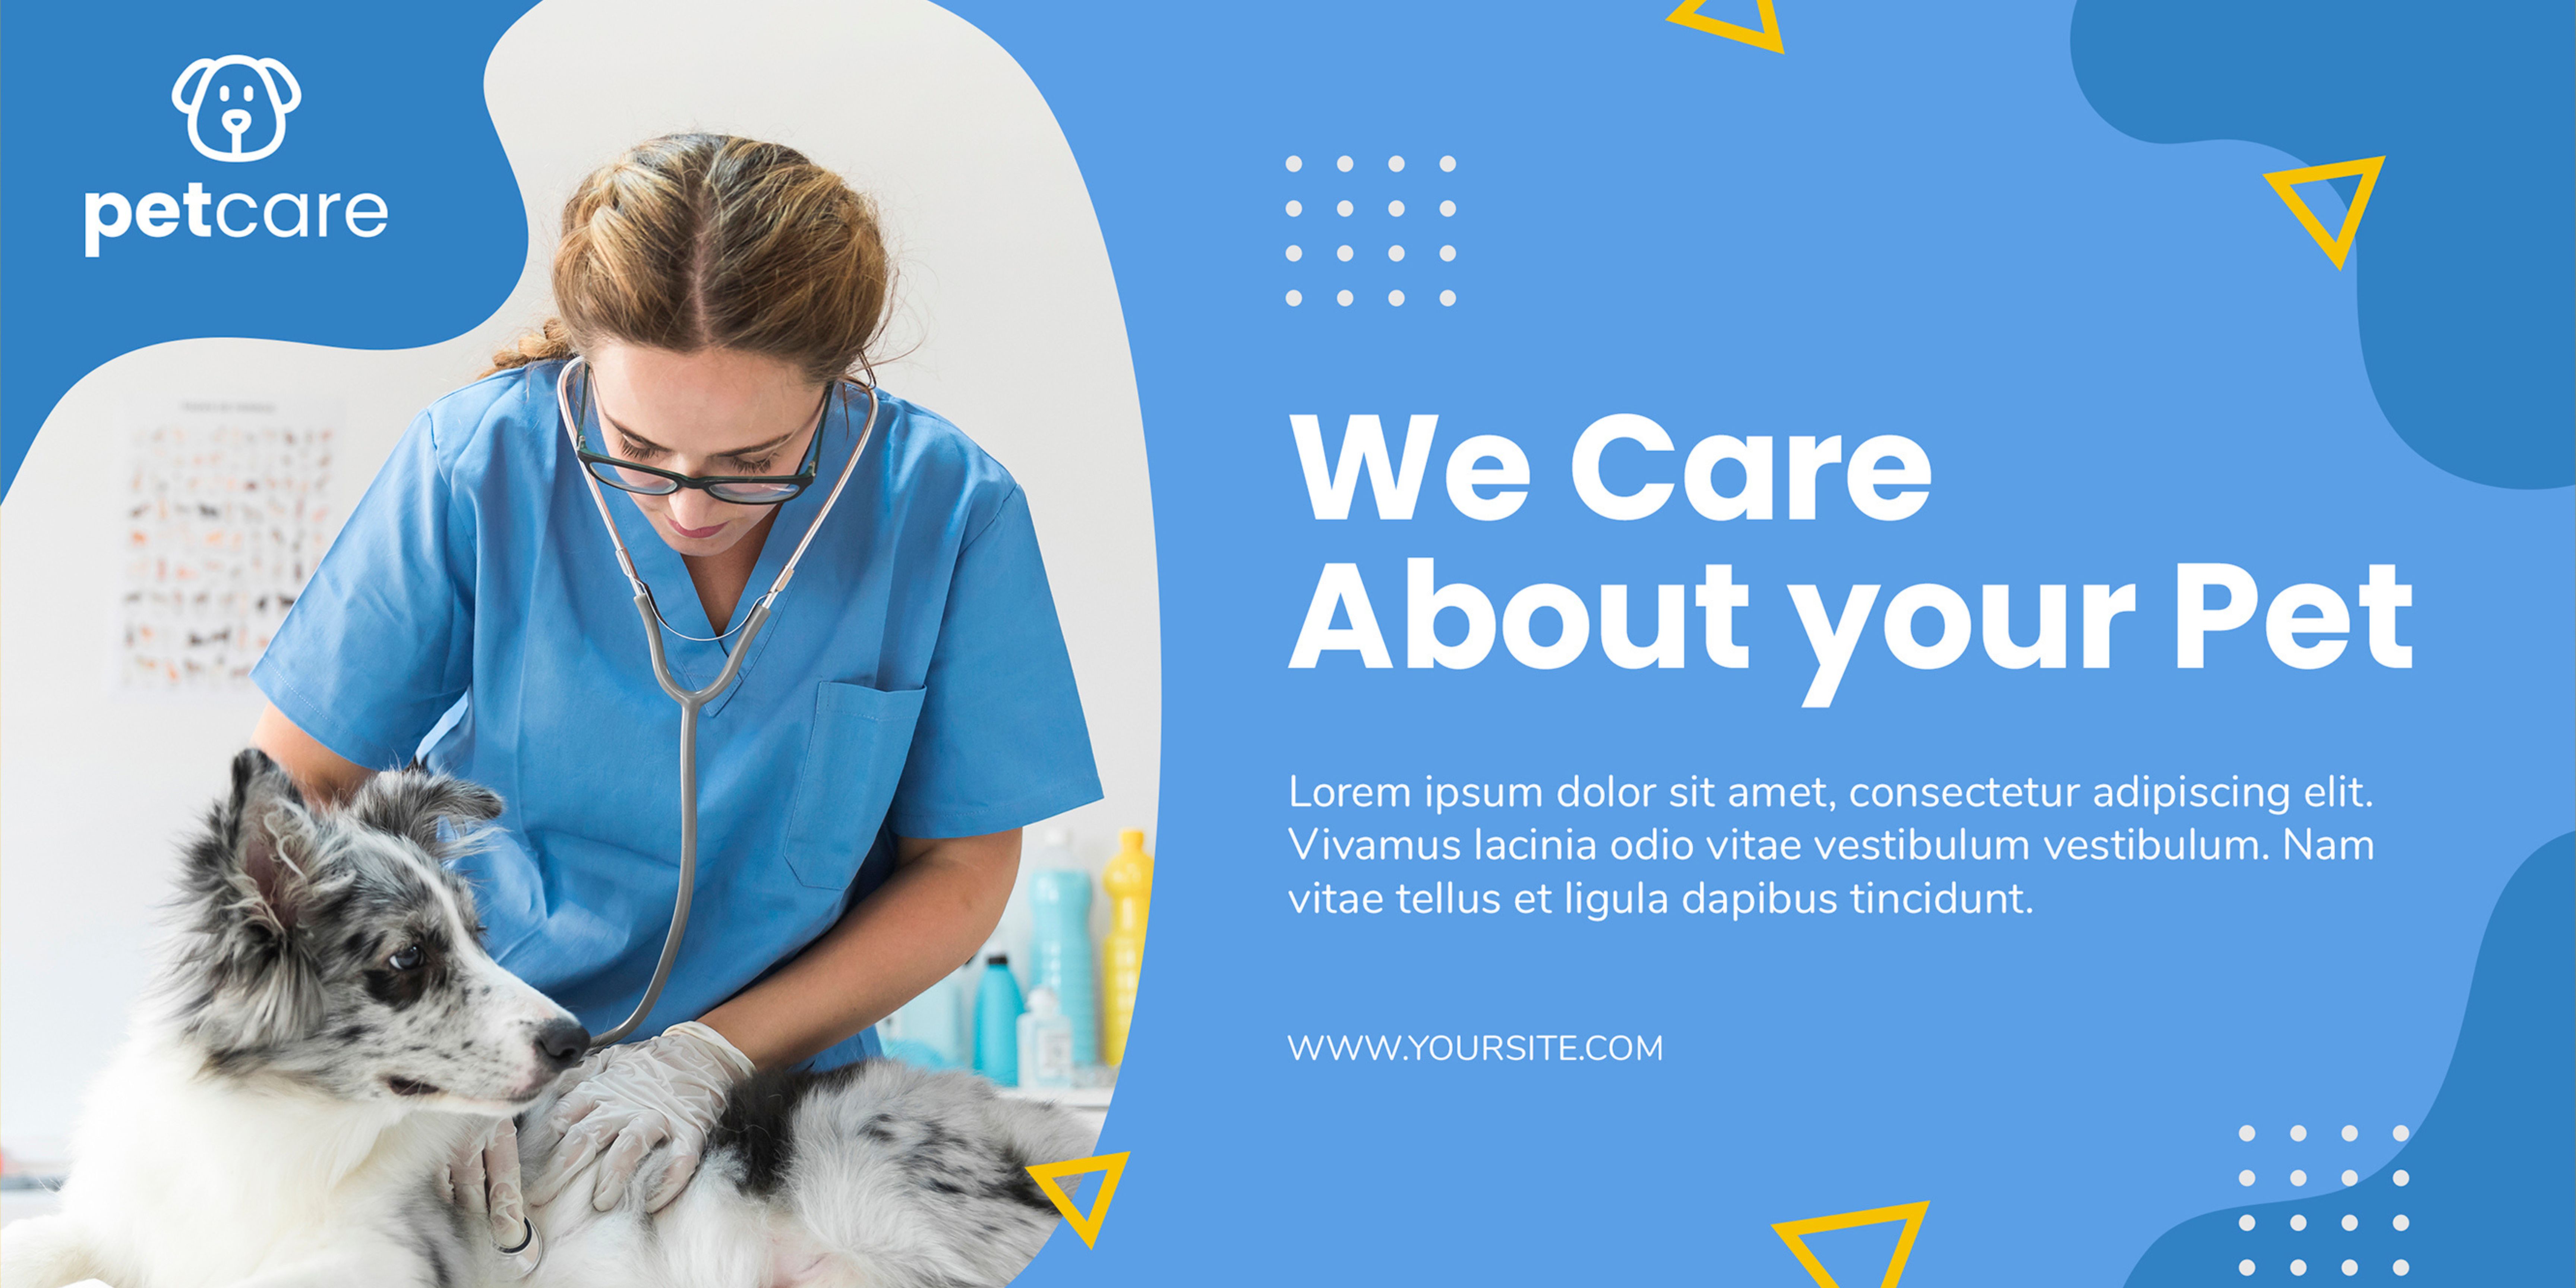 petcare
We Care
About your Pet
Lorem ipsum dolor sit amet, consectetur adipiscing elit.
Vivamus lacinia odio vitae vestibulum vestibulum. Nam
vitae tellus et ligula dapibus tincidunt.
WWW.YOURSITE.COM